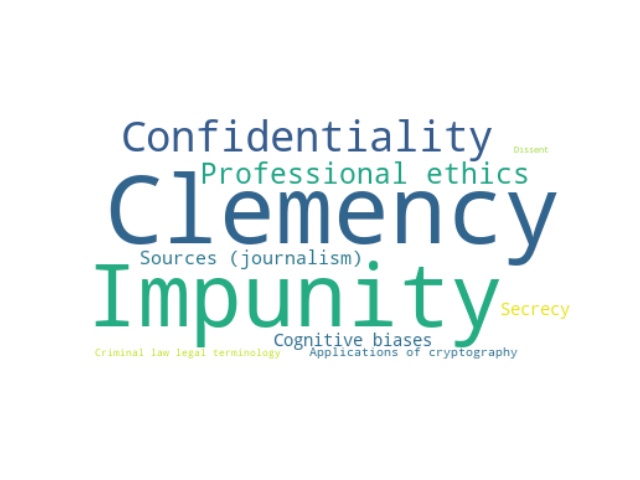 Confidentiality
Dissent
Professional ethics
Clemency
Sources (journalism)
Impunity
Secrecy
Cognitive biases
Criminal law legal terminology
Applications of cryptography